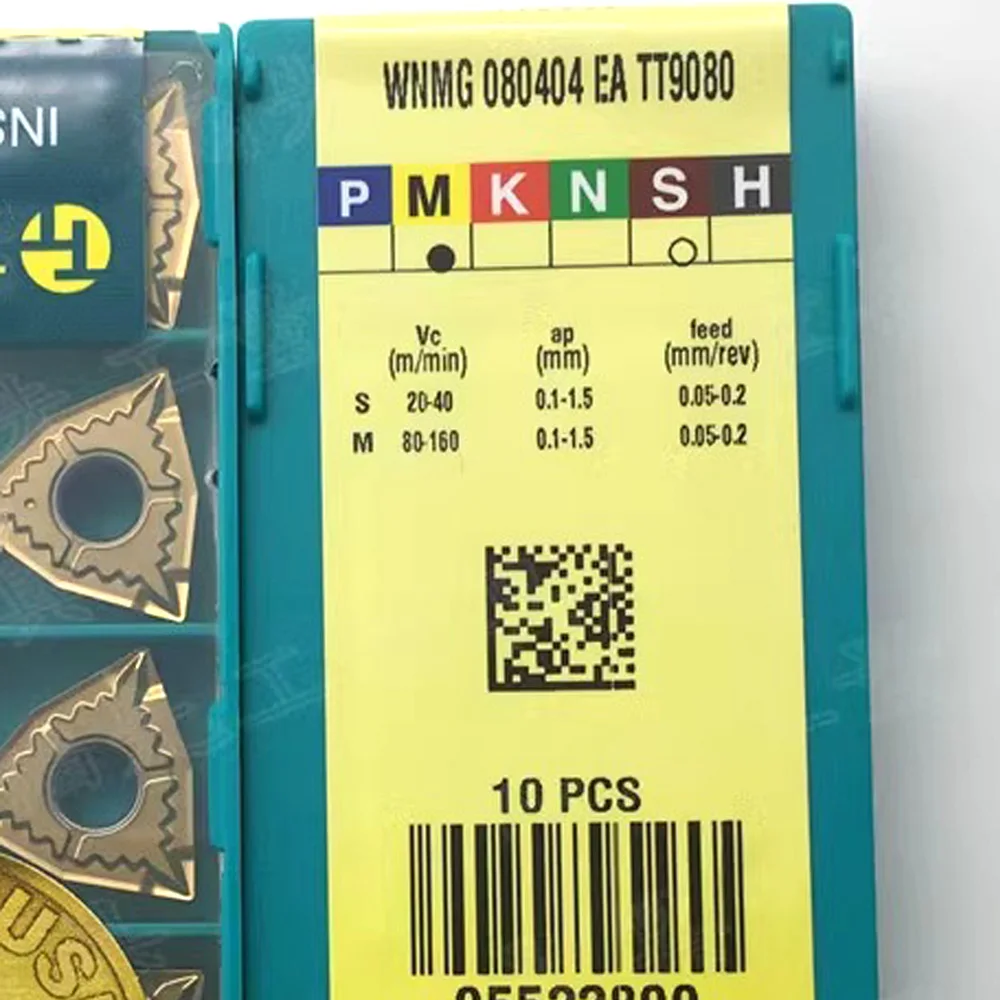 WNMG 080404 EA TT9080
P M K N S H
Vc ap feed
(m/min) (mm) (mm/rev)
S 20-40 0.1-1.5 0.05-0.2
M 80-160 0.1-1.5 0.05-0.2
10 PCS
SNI
USA